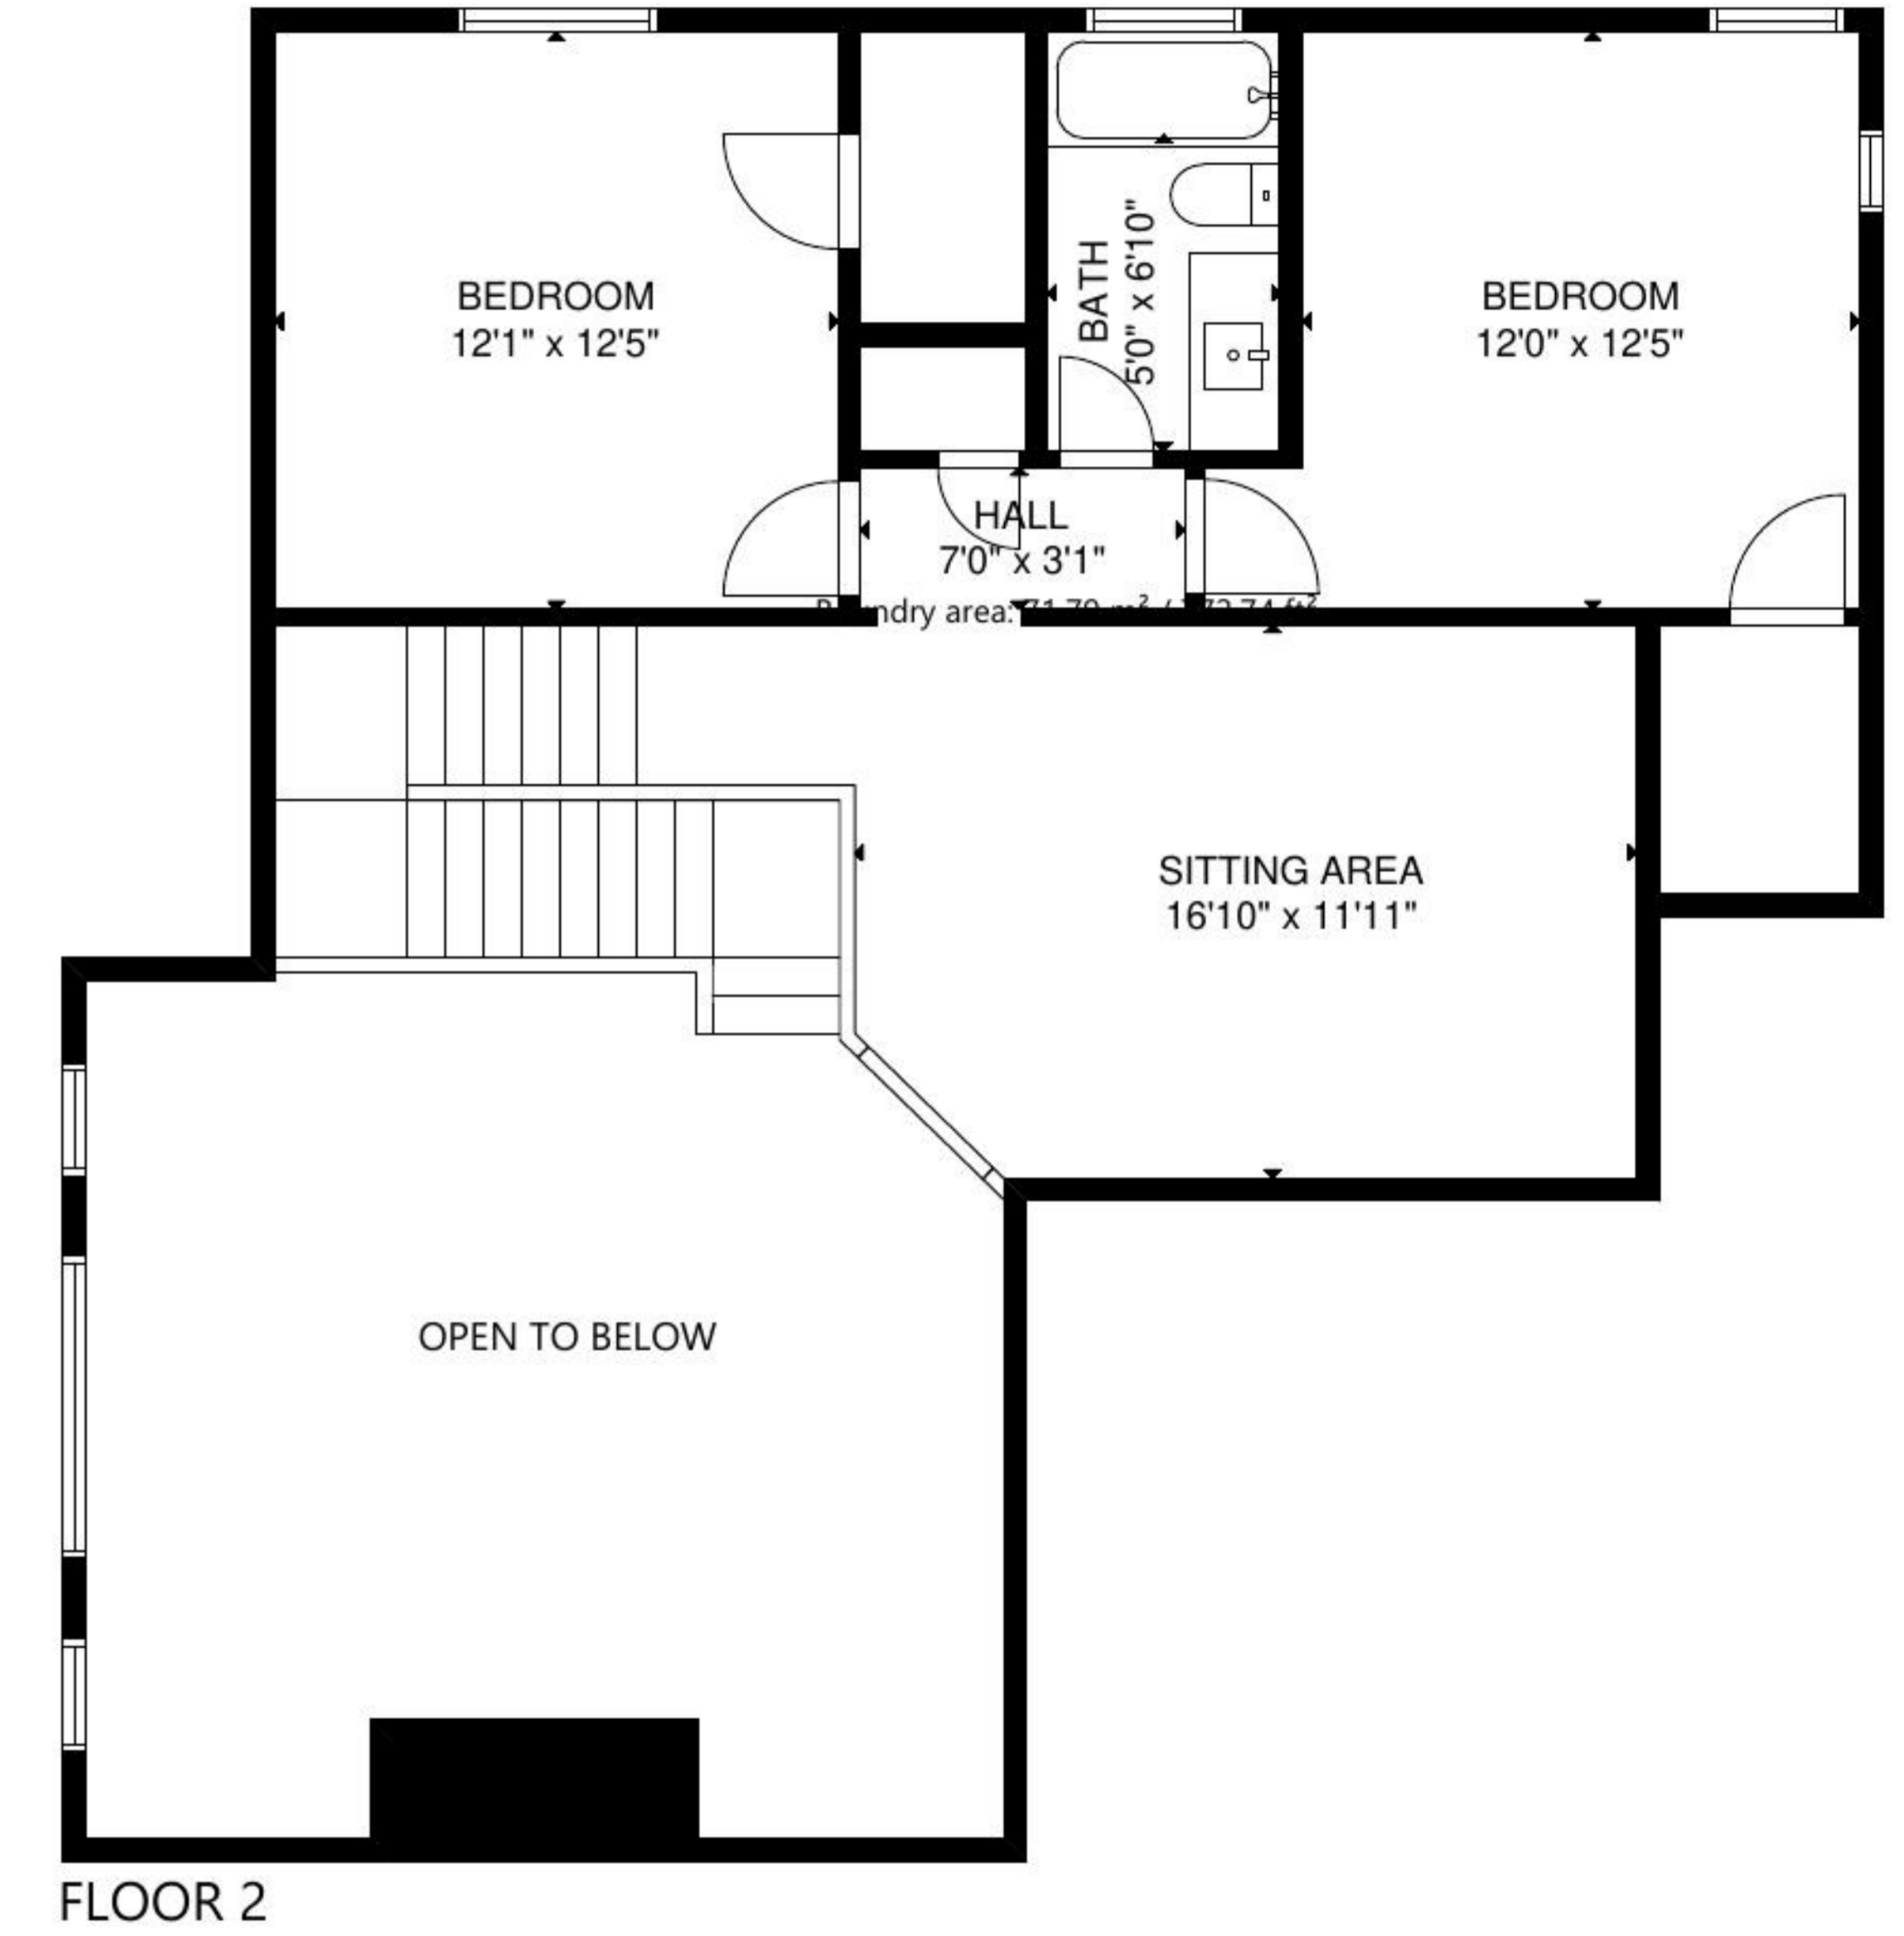 BEDROOM
12'1" x 12'5"
BATH
5'0" x 6'10"
BEDROOM
12'0" x 12'5"
HALL
7'0" x 3'1"
area:
SITTING AREA
16'10" x 11'11"
OPEN TO BELOW
FLOOR 2